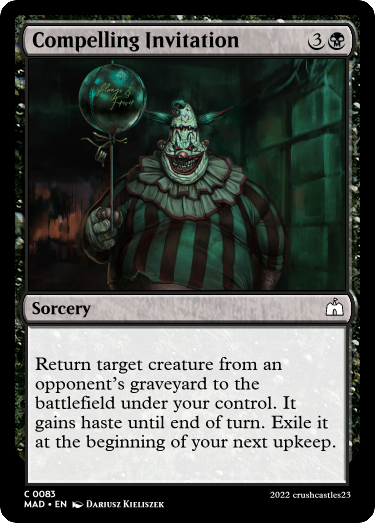 Compelling Invitation 3
Sorcery
Return target creature from an
opponent's graveyard to the
battlefield under your control. It
gains haste until end of turn. Exile it
at the beginning of your next upkeep.
C 0083
MAD • EN Dariusz Kieliszek
2022 crushcastles23